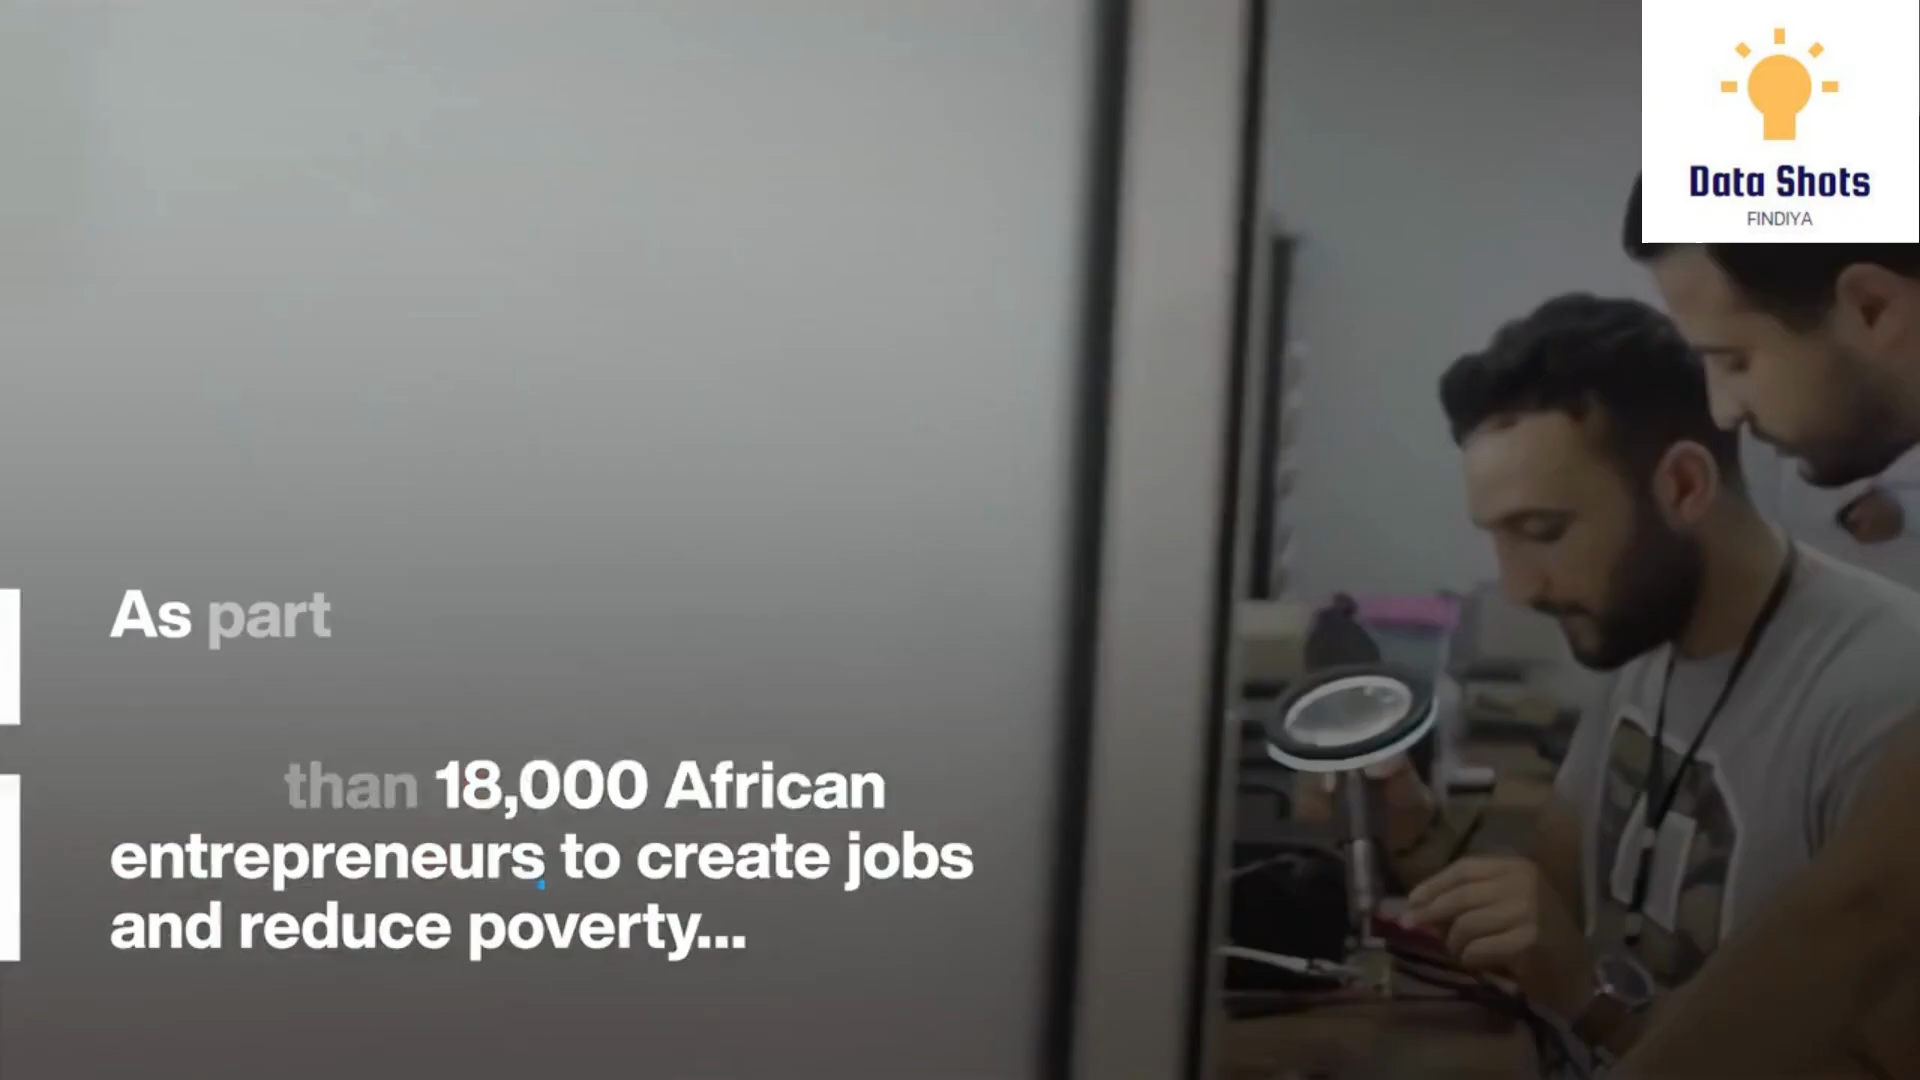 Data Shots
FINDIYA
As part
than 18,000 African
entrepreneurs to create jobs
and reduce poverty...